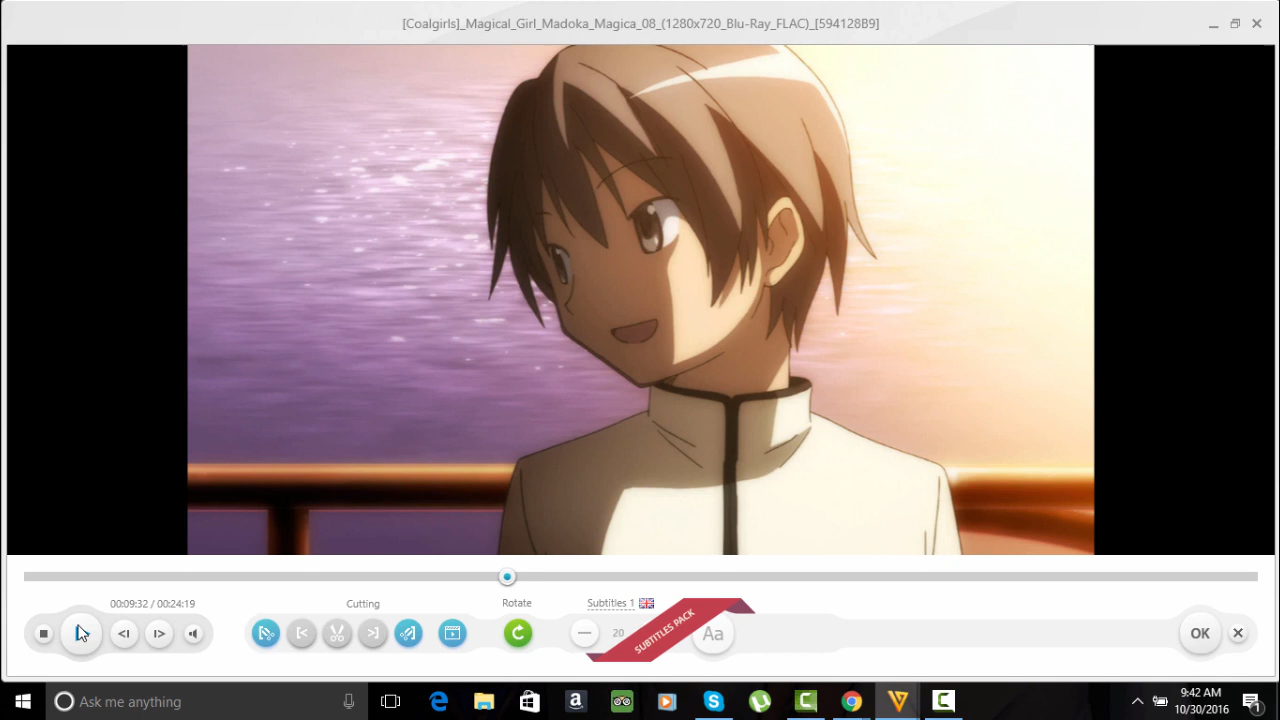 [Coalgirls]_Magical_Girl_Madoka_Magica_08_(1280x720_Blu-Ray_FLAC)_[594128B9]
00:09:32 / 00:24:19
Cutting
Rotate
Subtitles 1
20
SUBTITLES PACK
Aa
OK
Ask me anything
9:42 AM
10/30/2016
1